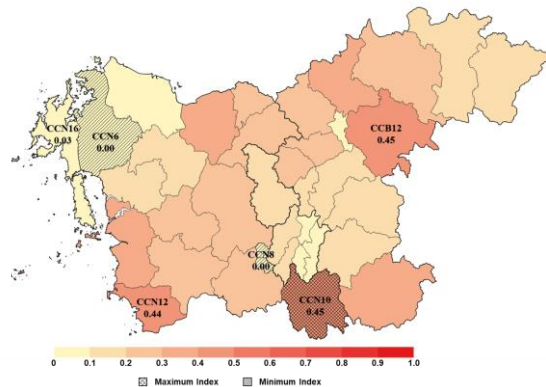 CCN16
0.03
CCN6
0.00
CCB12
0.45
CCN8
0.00
CCN12
0.44
CCN10
0.45
0 0.1 0.2 0.3 0.4 0.5 0.6 0.7 0.8 0.9 1.0
Maximum Index Minimum Index